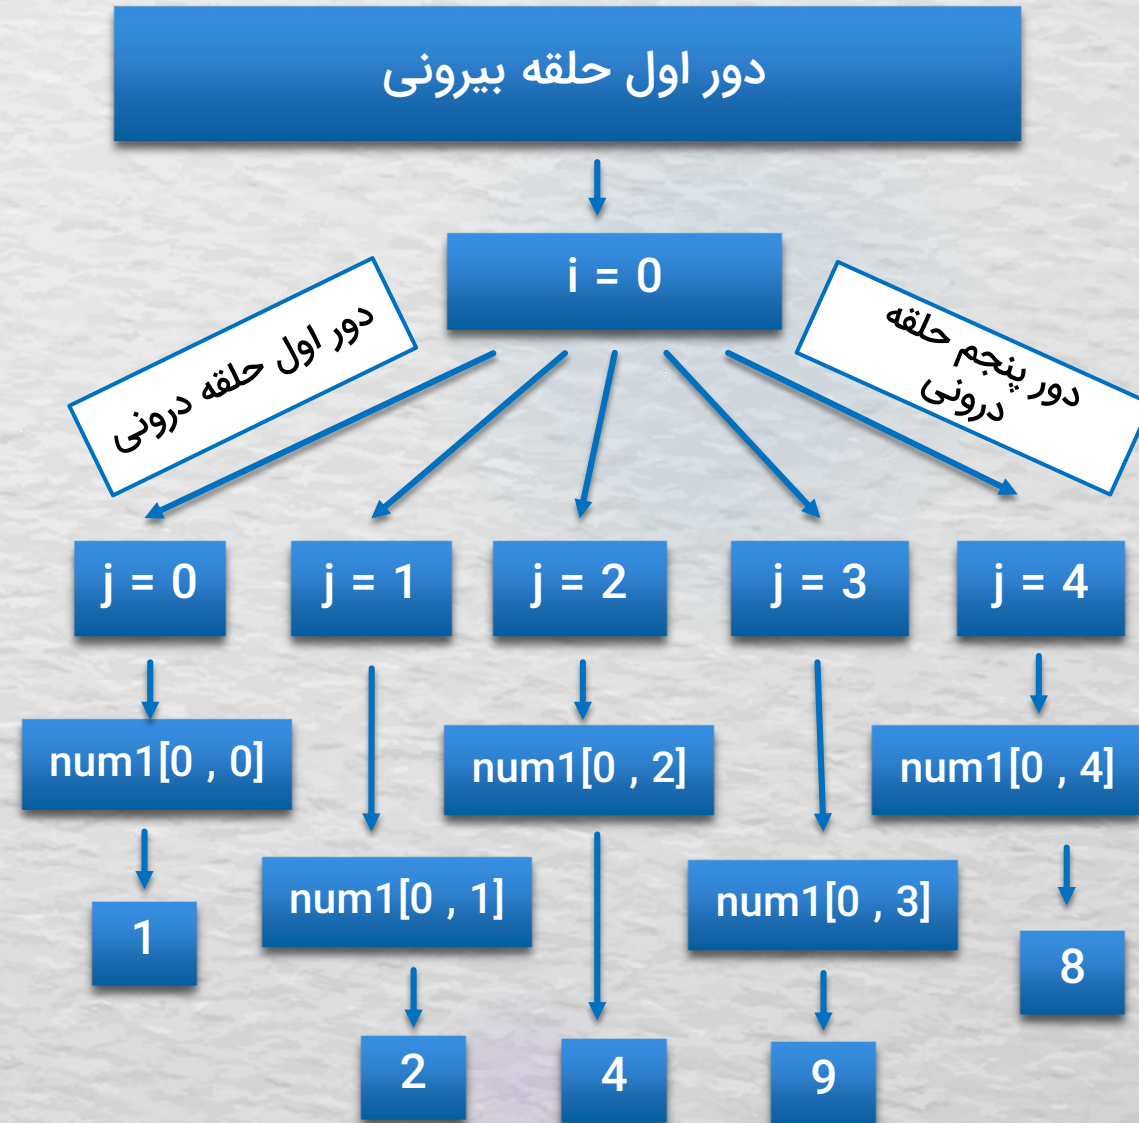 دور اول حلقه بیرونی
i = 0
دور اول حلقه درونی
دور پنجم حلقه
درونی
j = 0
j = 1
j = 2
j = 3
j = 4
num1[0 , 0]
num1[0 , 2]
num1[0 , 4]
num1[0 , 1]
num1[0 , 3]
1
8
2
4
9